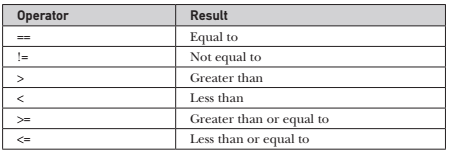 Operator Result
== Equal to
!= Not equal to
> Greater than
< Less than
>= Greater than or equal to
<= Less than or equal to